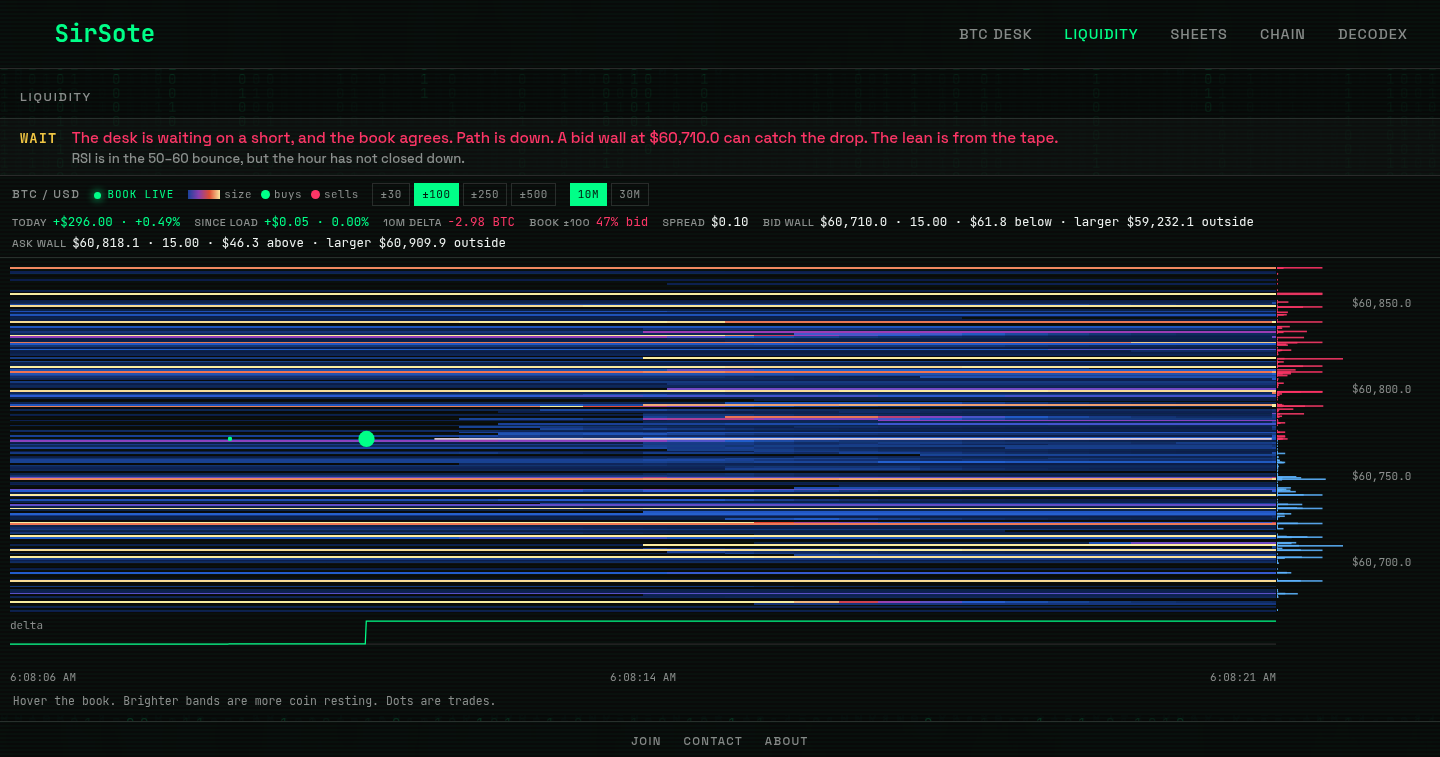 SirSote
BTC DESK LIQUIDITY SHEETS CHAIN DECODEX
LIQUIDITY
WAIT The desk is waiting on a short, and the book agrees. Path is down. A bid wall at $60,710.0 can catch the drop. The lean is from the tape.
RSI is in the 50–60 bounce, but the hour has not closed down.
BTC / USD BOOK LIVE size buys sells ±30 ±100 ±250 ±500 10M 30M
TODAY +$296.00 · +0.49% SINCE LOAD +$0.05 · 0.00% 10M DELTA -2.98 BTC BOOK ±100 47% bid SPREAD $0.10 BID WALL $60,710.0 · 15.00 · $61.8 below · larger $59,232.1 outside
ASK WALL $60,818.1 · 15.00 · $46.3 above · larger $60,909.9 outside
$60,850.0
$60,800.0
$60,750.0
$60,700.0
delta
6:08:06 AM 6:08:14 AM 6:08:21 AM
Hover the book. Brighter bands are more coin resting. Dots are trades.
JOIN CONTACT ABOUT